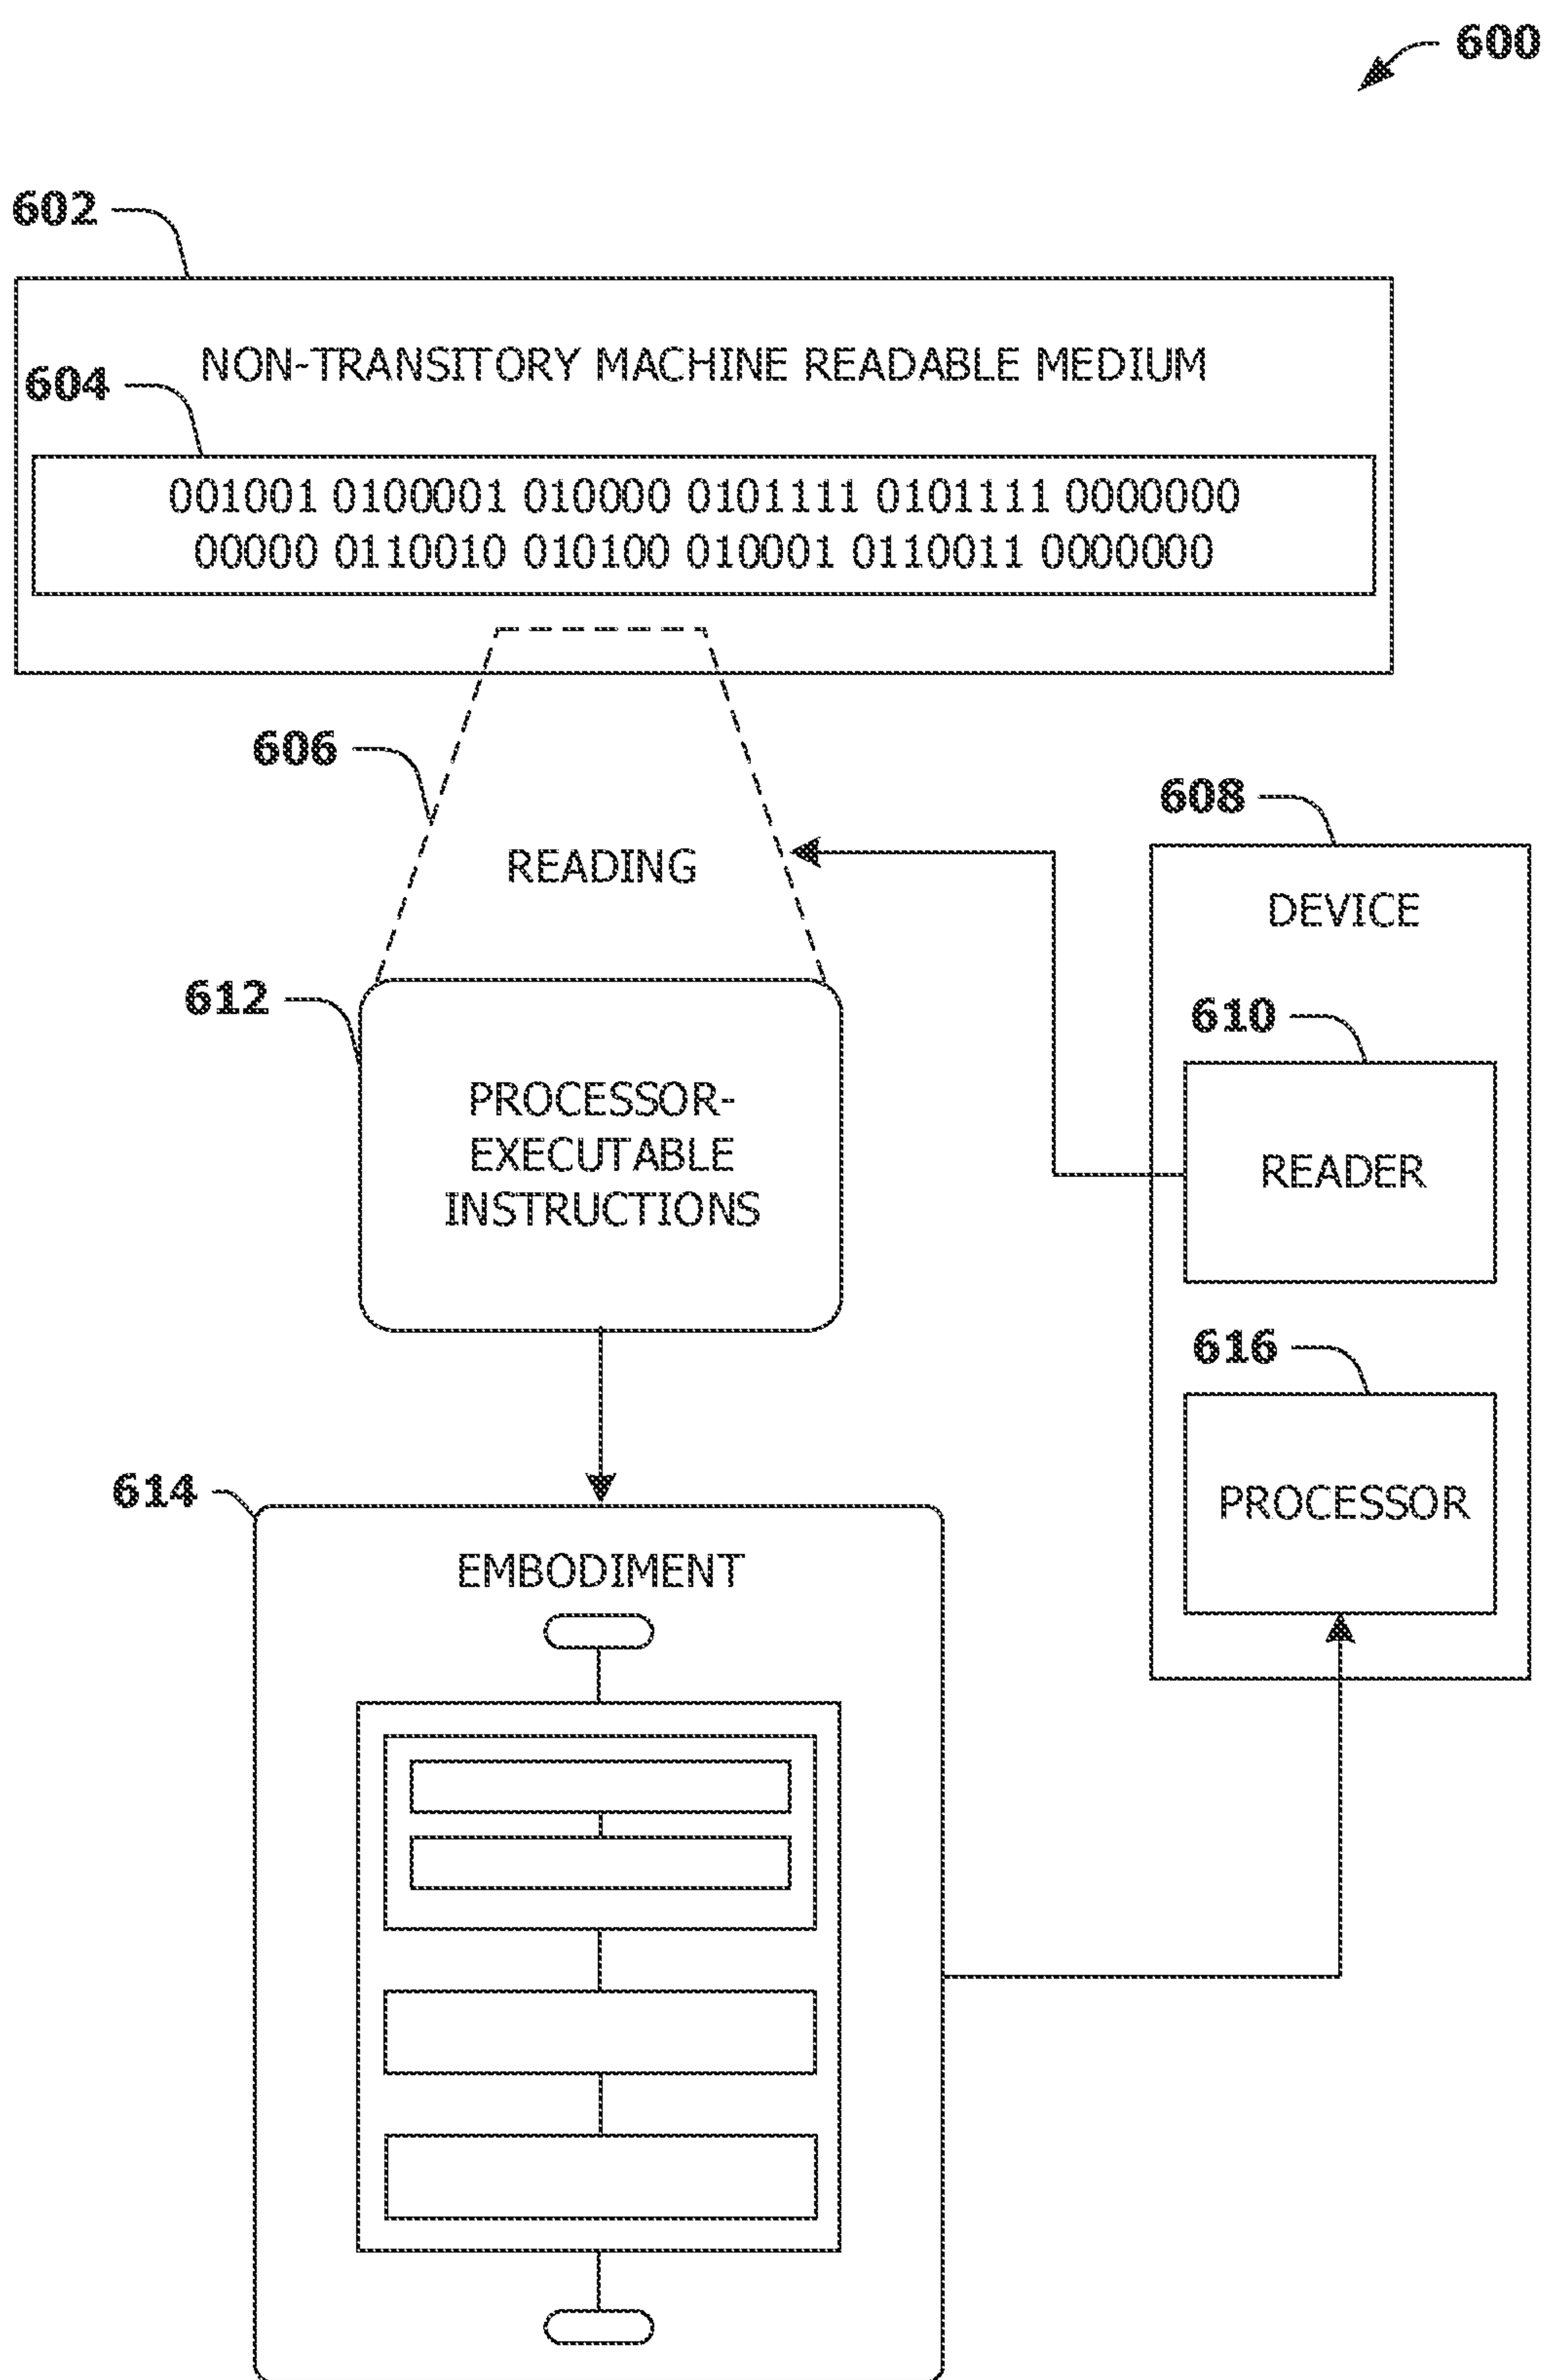 600
602
NON-TRANSITORY MACHINE READABLE MEDIUM
604
001001 0100001 010000 0101111 0101111 0000000
00000 0110010 010100 010001 0110011 0000000
606
READING
608
DEVICE
612
PROCESSOR-
EXECUTABLE
INSTRUCTIONS
610
READER
616
PROCESSOR
614
EMBODIMENT